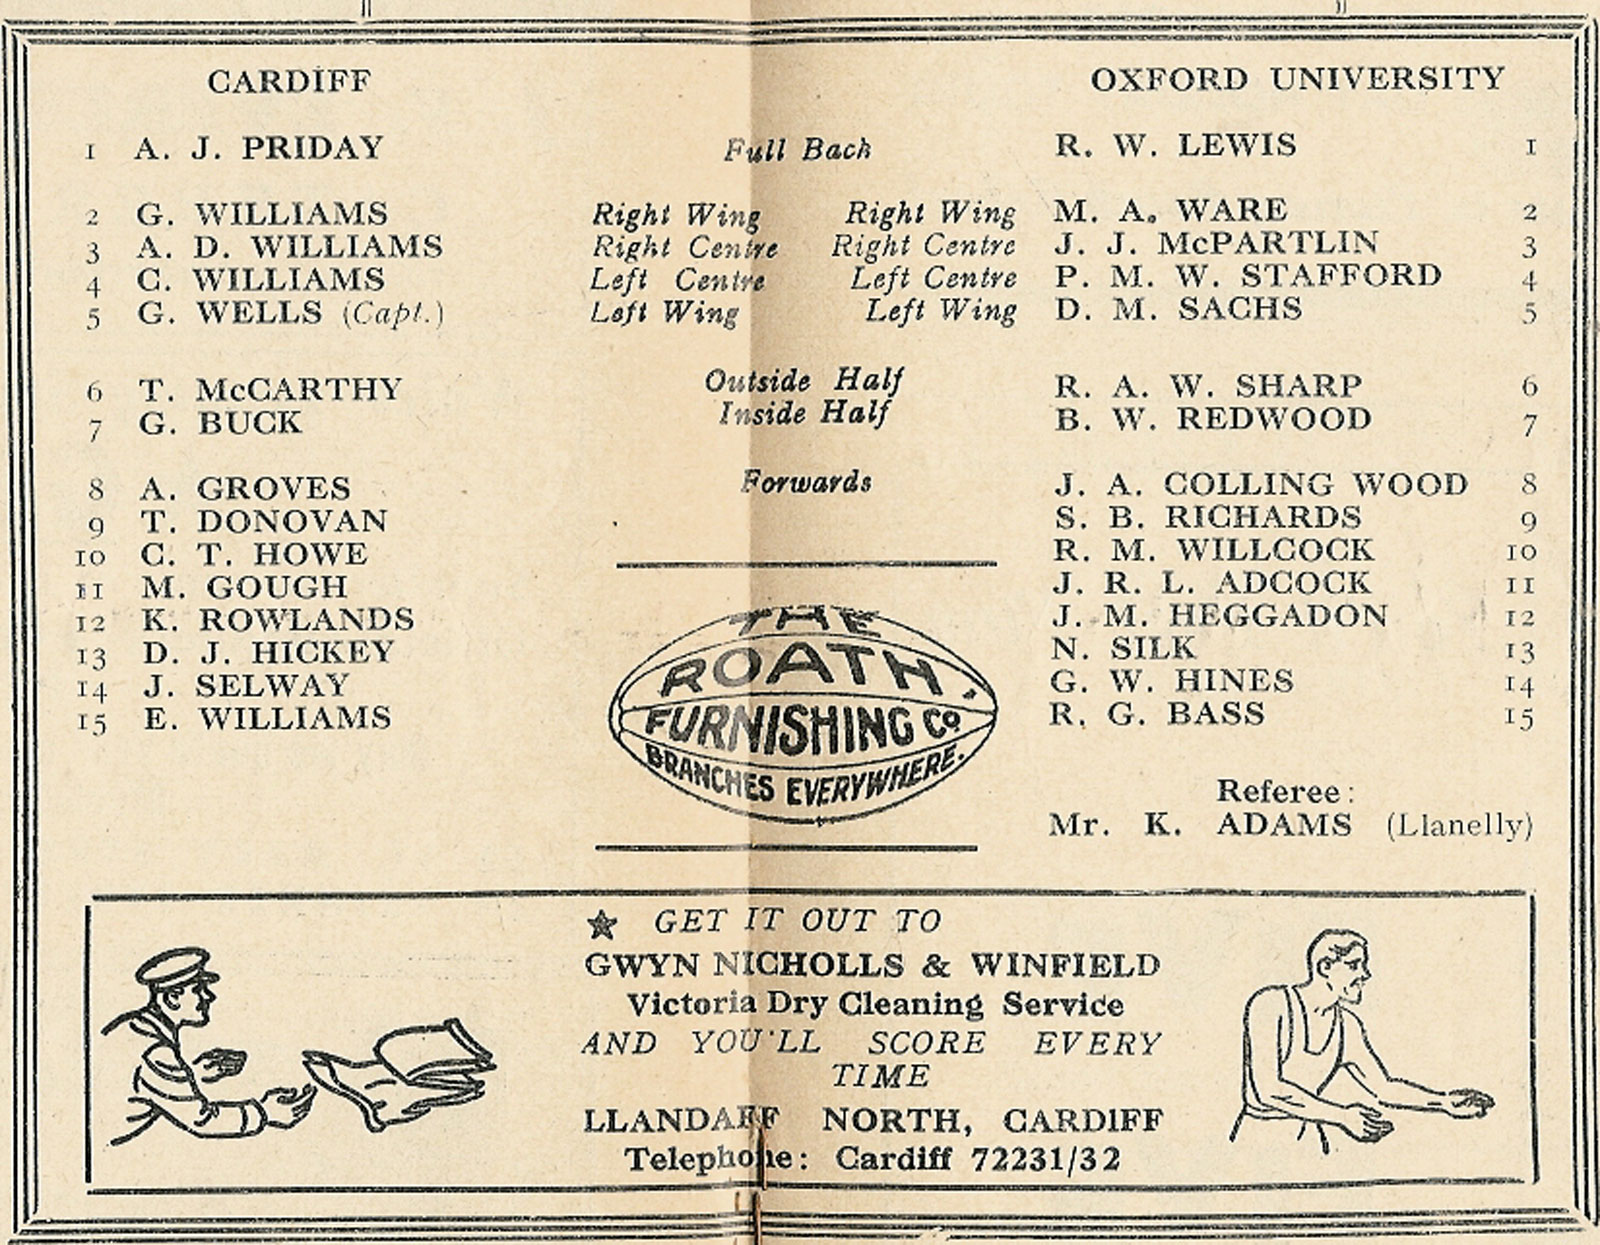 CARDIFF OXFORD UNIVERSITY
1 A. J. PRIDAY Full Back R. W. LEWIS 1
2 G. WILLIAMS Right Wing Right Wing M. A. WARE 2
3 A. D. WILLIAMS Right Centre Right Centre J. J. McPARTLIN 3
4 C. WILLIAMS Left Centre Left Centre P. M. W. STAFFORD 4
5 G. WELLS (Capt.) Left Wing Left Wing D. M. SACHS 5
6 T. McCARTHY Outside Half R. A. W. SHARP 6
7 G. BUCK Inside Half B. W. REDWOOD 7
8 A. GROVES Forwards J. A. COLLING WOOD 8
9 T. DONOVAN S. B. RICHARDS 9
10 C. T. HOWE R. M. WILLCOCK 10
11 M. GOUGH J. R. L. ADCOCK 11
12 K. ROWLANDS J. M. HEGGADON 12
13 D. J. HICKEY N. SILK 13
14 J. SELWAY G. W. HINES 14
15 E. WILLIAMS R. G. BASS 15
THE
ROATH
FURNISHING Co.
BRANCHES EVERYWHERE.
Referee:
Mr. K. ADAMS (Llanelly)
GET IT OUT TO
GWYN NICHOLLS & WINFIELD
Victoria Dry Cleaning Service
AND YOU'LL SCORE EVERY
TIME
LLANDAFF NORTH, CARDIFF
Telephone: Cardiff 72231/32